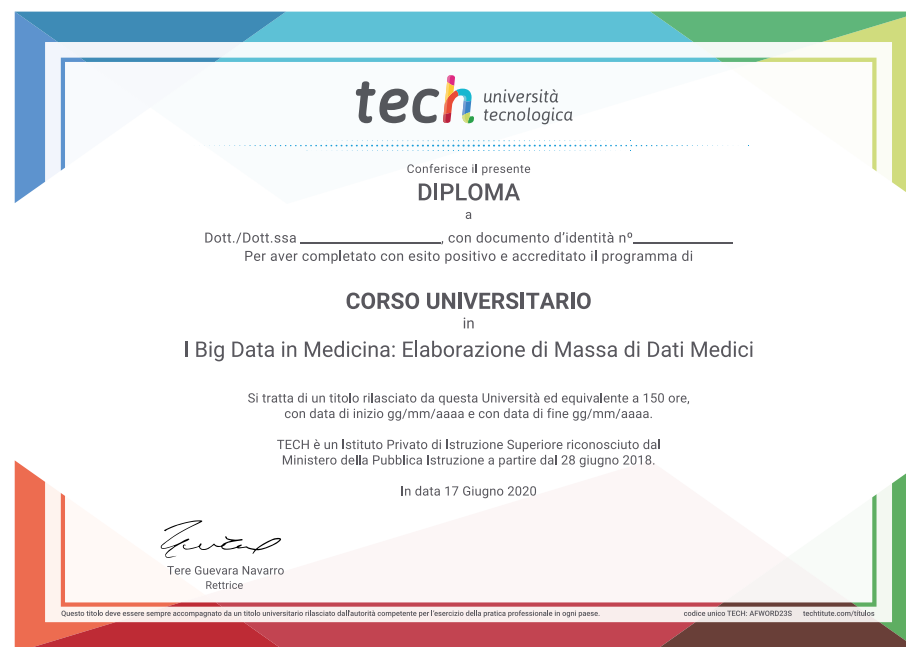 tech università
tecnologica
Conferisce il presente
DIPLOMA
a
Dott./Dott.ssa ________________, con documento d'identità nº____________
Per aver completato con esito positivo e accreditato il programma di
CORSO UNIVERSITARIO
in
I Big Data in Medicina: Elaborazione di Massa di Dati Medici
Si tratta di un titolo rilasciato da questa Università ed equivalente a 150 ore,
con data di inizio gg/mm/aaaa e con data di fine gg/mm/aaaa.
TECH è un Istituto Privato di Istruzione Superiore riconosciuto dal
Ministero della Pubblica Istruzione a partire dal 28 giugno 2018.
In data 17 Giugno 2020
Tere Guevara Navarro
Rettrice
Questo titolo deve essere sempre accompagnato da un titolo universitario rilasciato dall'autorità competente per l'esercizio della pratica professionale in ogni paese. codice unico TECH: AFWORD23S techtitute.com/titulos